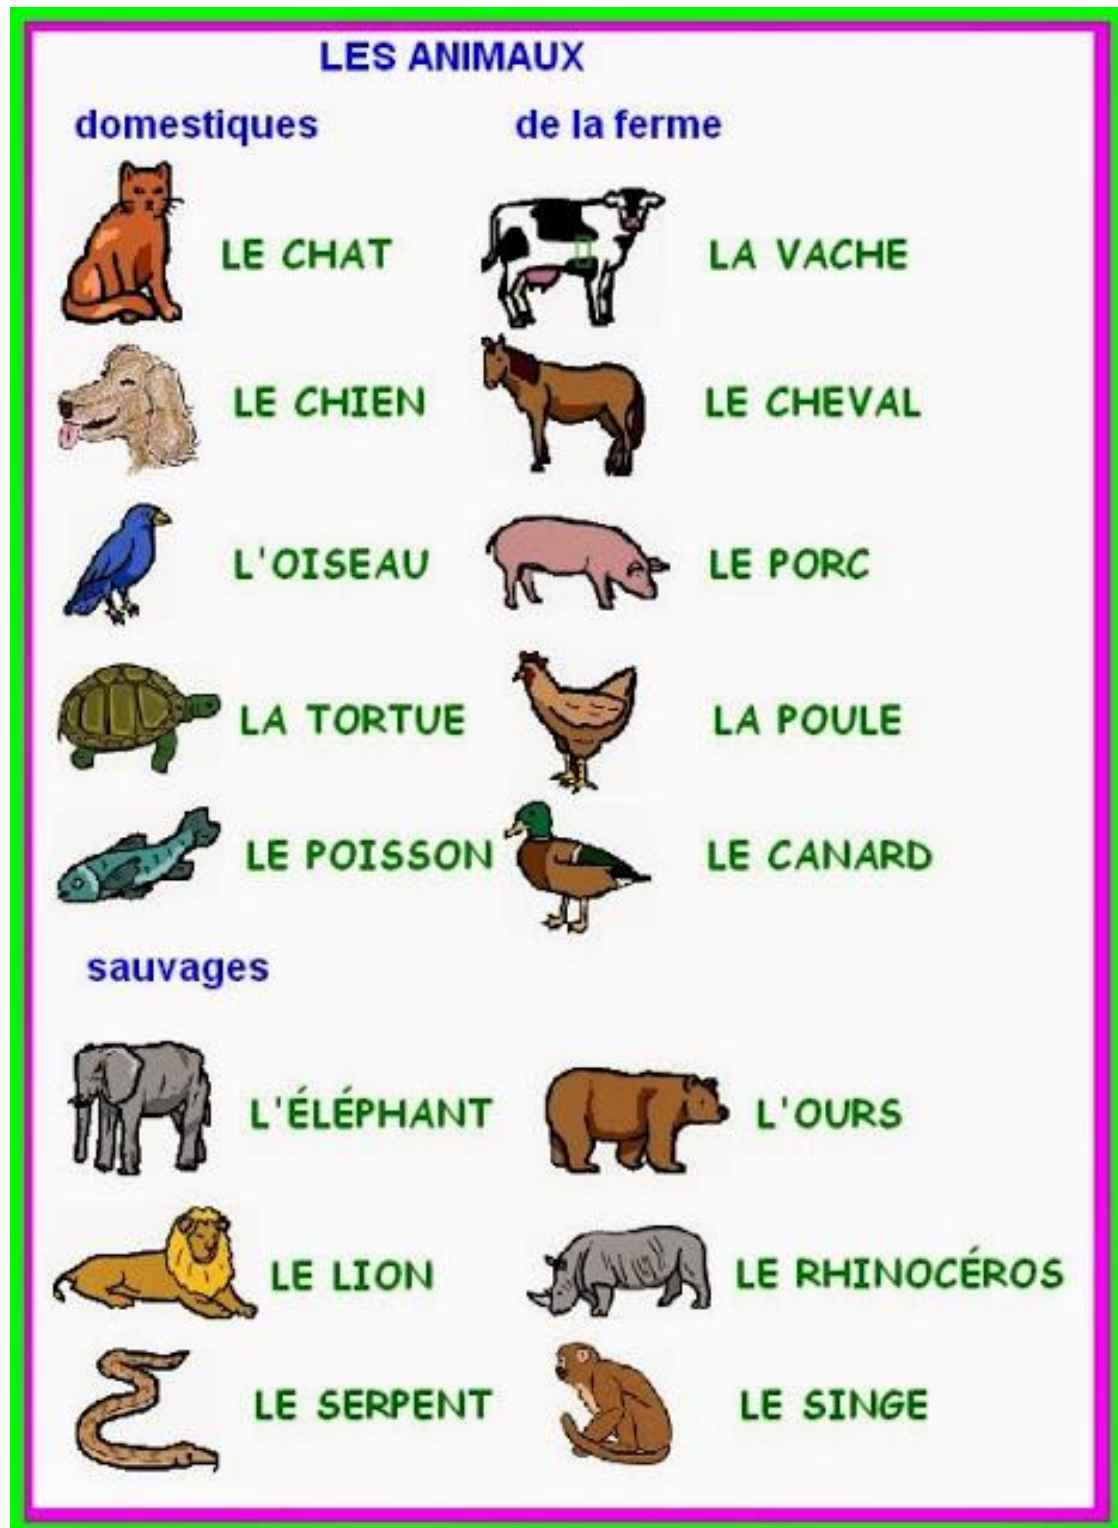 LES ANIMAUX
domestiques
LE CHAT
LE CHIEN
L'OISEAU
LA TORTUE
LE POISSON
de la ferme
LA VACHE
LE CHEVAL
LE PORC
LA POULE
LE CANARD
sauvages
L'ÉLÉPHANT
L'OURS
LE LION
LE RHINOCÉROS
LE SERPENT
LE SINGE